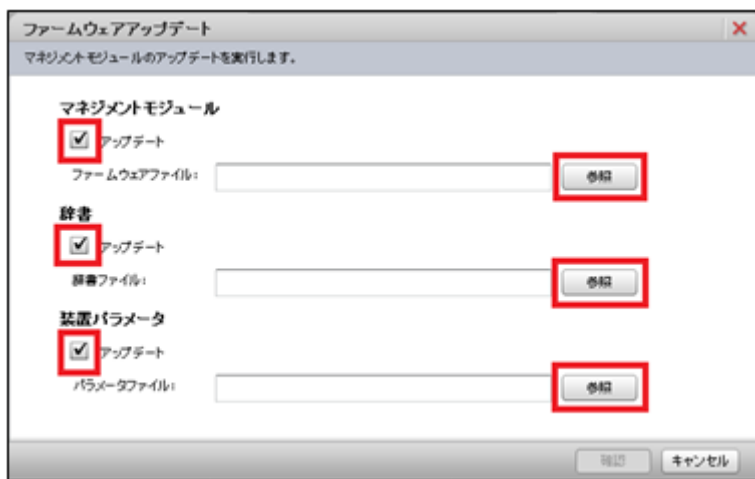 ファームウェアアップデート
マネジメントモジュールのアップデートを実行します。
マネジメントモジュール
アップデート
ファームウェアファイル:
参照
辞書
アップデート
辞書ファイル:
参照
装置パラメータ
アップデート
パラメータファイル:
参照
確認 キャンセル